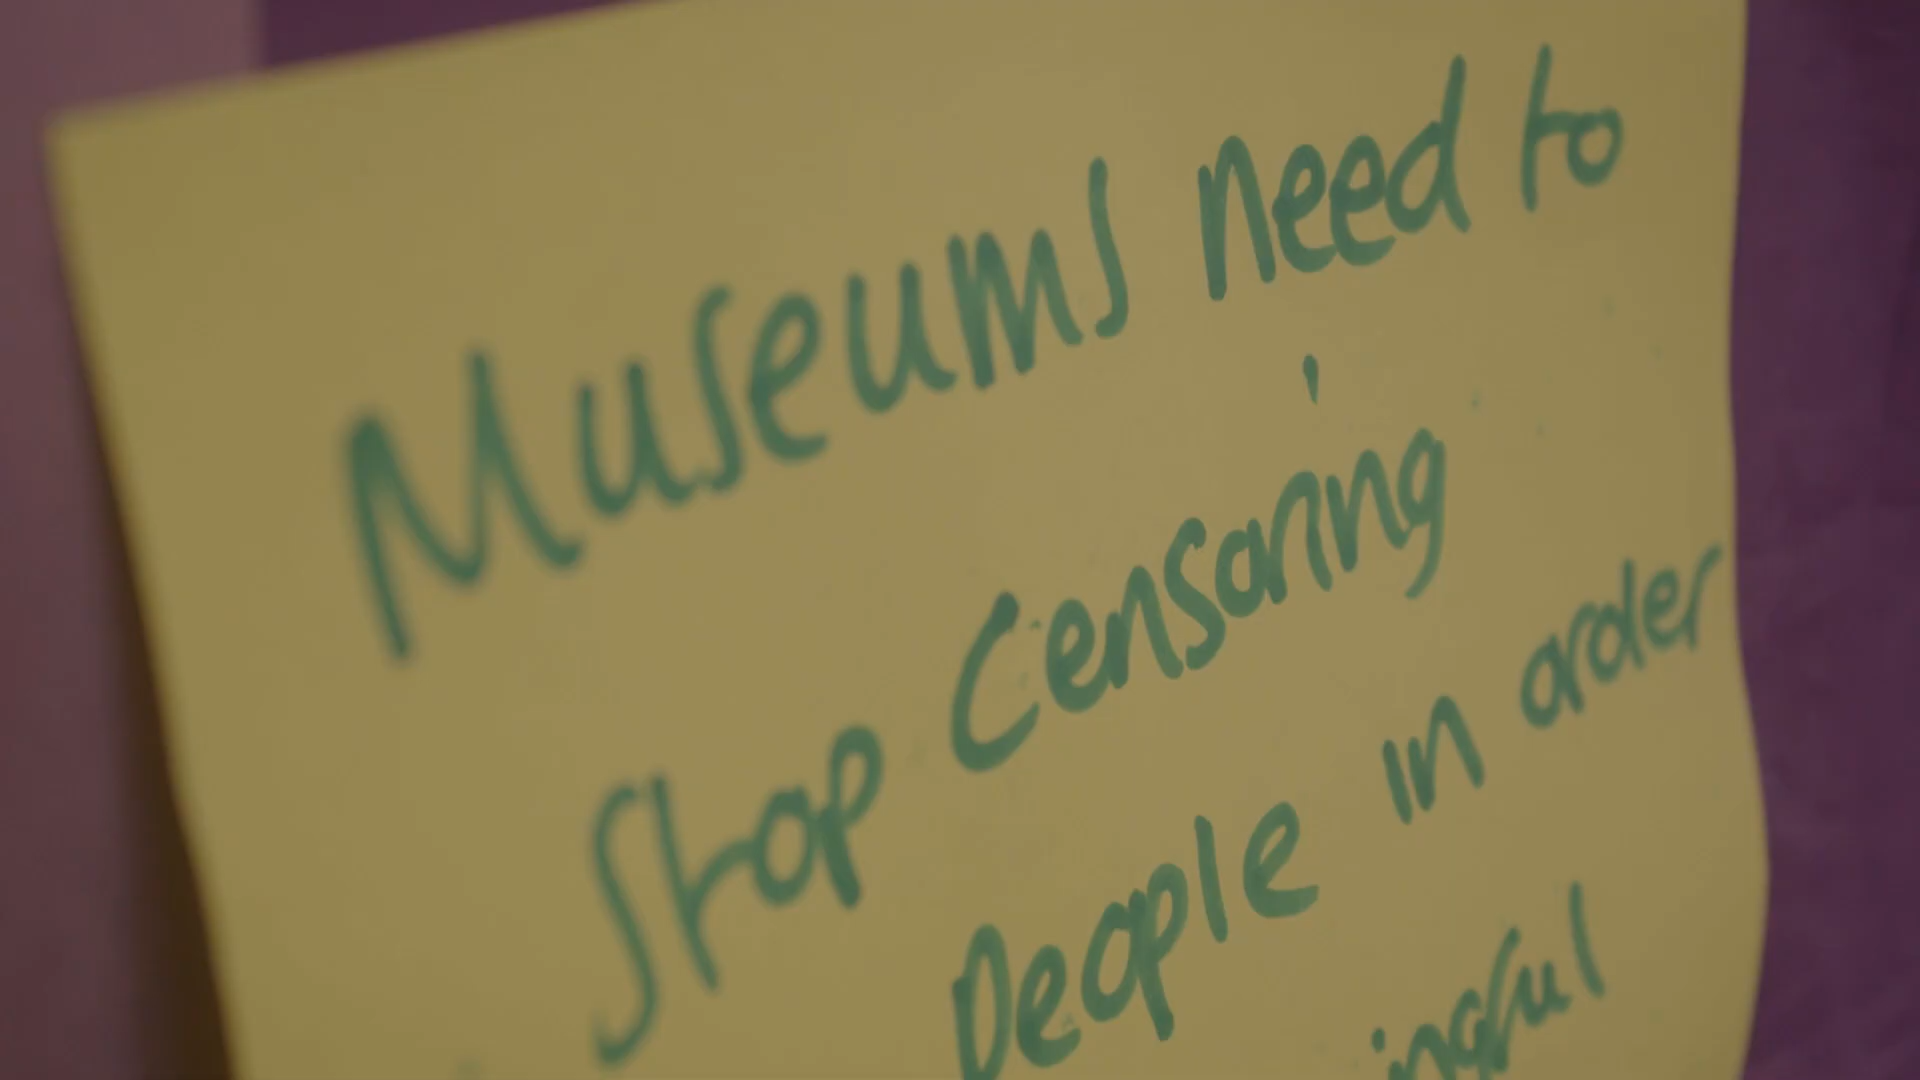 Museums need to
Stop Censoring
People in order